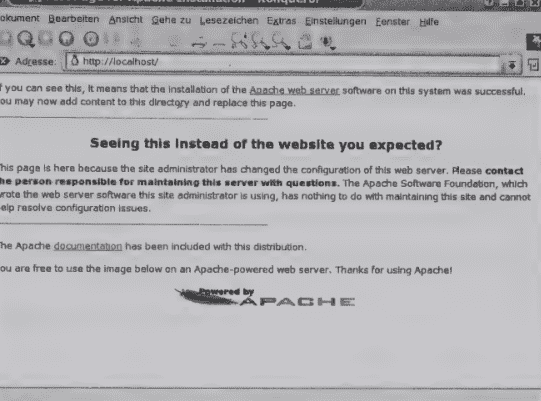 Dokument Bearbeiten Ansicht Gehe zu Lesezeichen Extras Einstellungen Fenster Hilfe
Adresse: http://localhost/
f you can see this, it means that the installation of the Apache web server software on this system was successful.
ou may now add content to this directory and replace this page.
Seeing this instead of the website you expected?
his page is here because the site administrator has changed the configuration of this web server. Please contact
he person responsible for maintaining this server with questions. The Apache Software Foundation, which
rote the web server software this site administrator is using, has nothing to do with maintaining this site and cannot
elp resolve configuration issues.
he Apache documentation has been included with this distribution.
ou are free to use the image below on an Apache-powered web server. Thanks for using Apache!
Powered by
APACHE